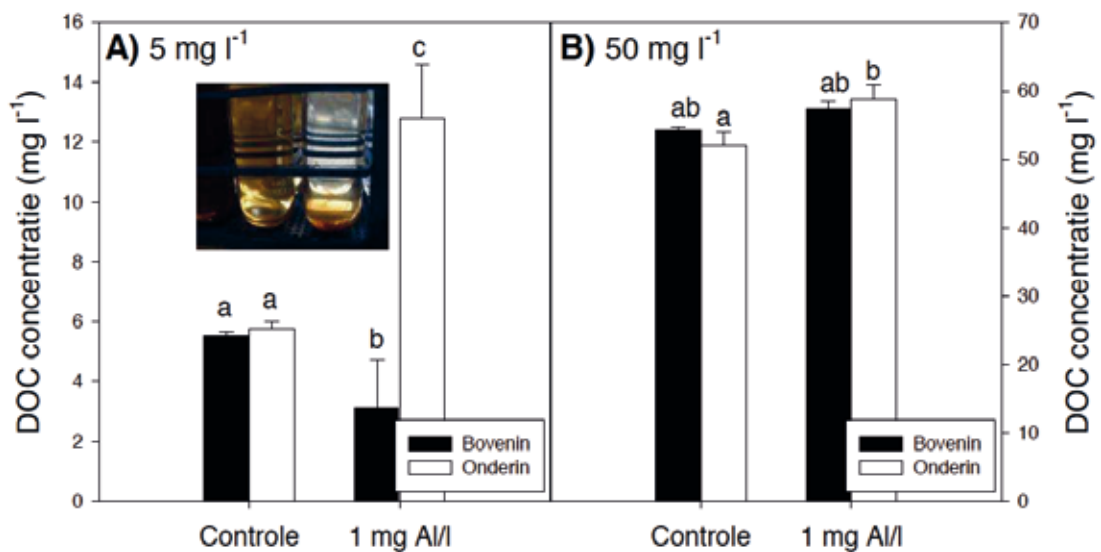 A) 5 mg l-1
B) 50 mg l-1
DOC concentratie (mg l-1)
16
14
12
10
8
6
4
2
0
a
a
b
c
ab
a
ab
b
70
60
50
40
30
20
10
0
DOC concentratie (mg l-1)
Bovenin
Onderin
Bovenin
Onderin
Controle
1 mg Al/l
Controle
1 mg Al/l